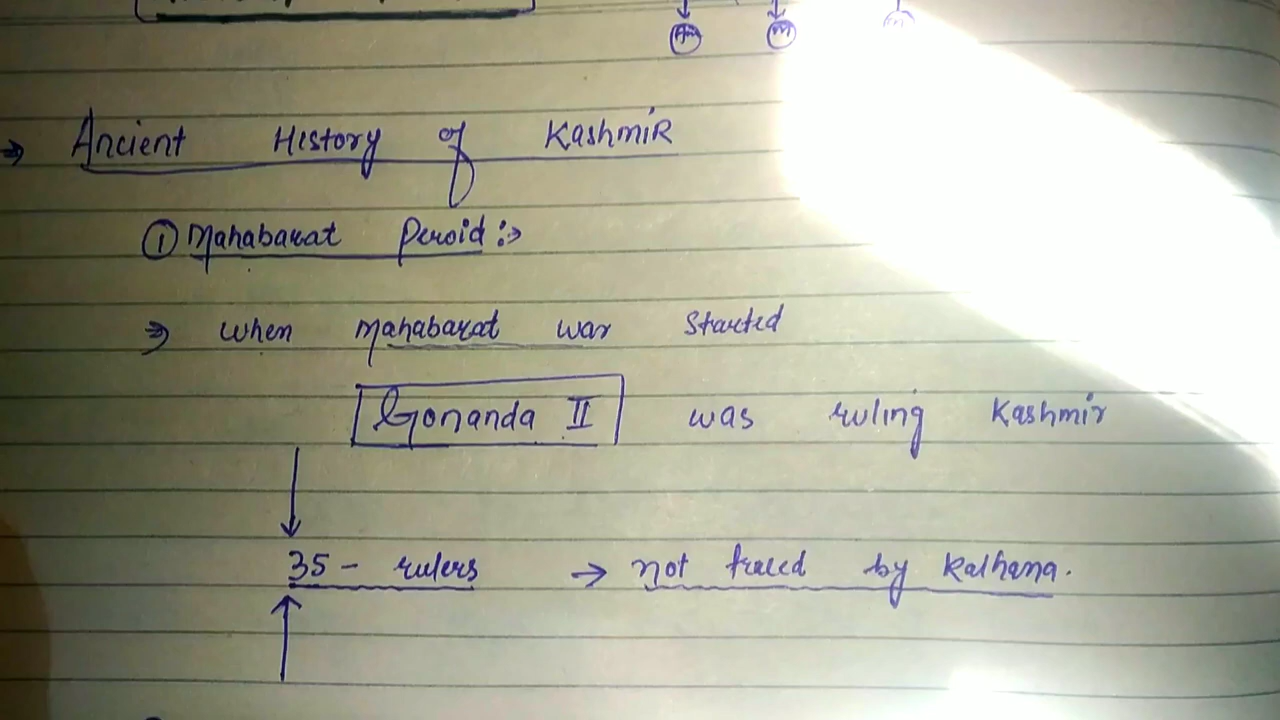 ⇒ Ancient History of Kashmir
① Mahabarat Peroid :→
⇒ when Mahabarat war started
Gonanda II was ruling Kashmir
35 - rulers → not traced by Kalhana.